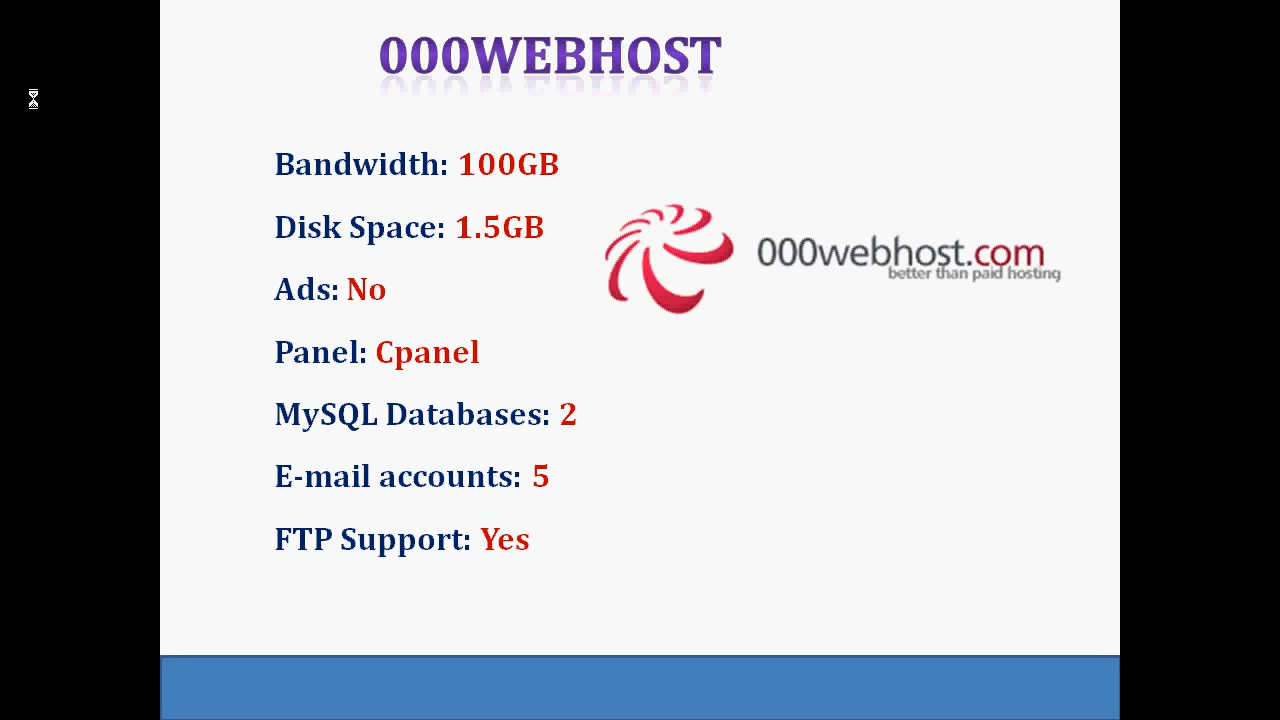 000WEBHOST
Bandwidth: 100GB
Disk Space: 1.5GB
000webhost.com
better than paid hosting
Ads: No
Panel: Cpanel
MySQL Databases: 2
E-mail accounts: 5
FTP Support: Yes